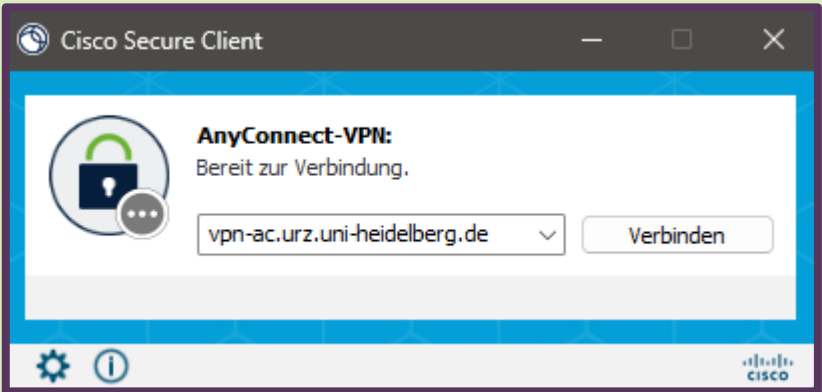 Cisco Secure Client
AnyConnect-VPN:
Bereit zur Verbindung.
vpn-ac.urz.uni-heidelberg.de
Verbinden
CISCO